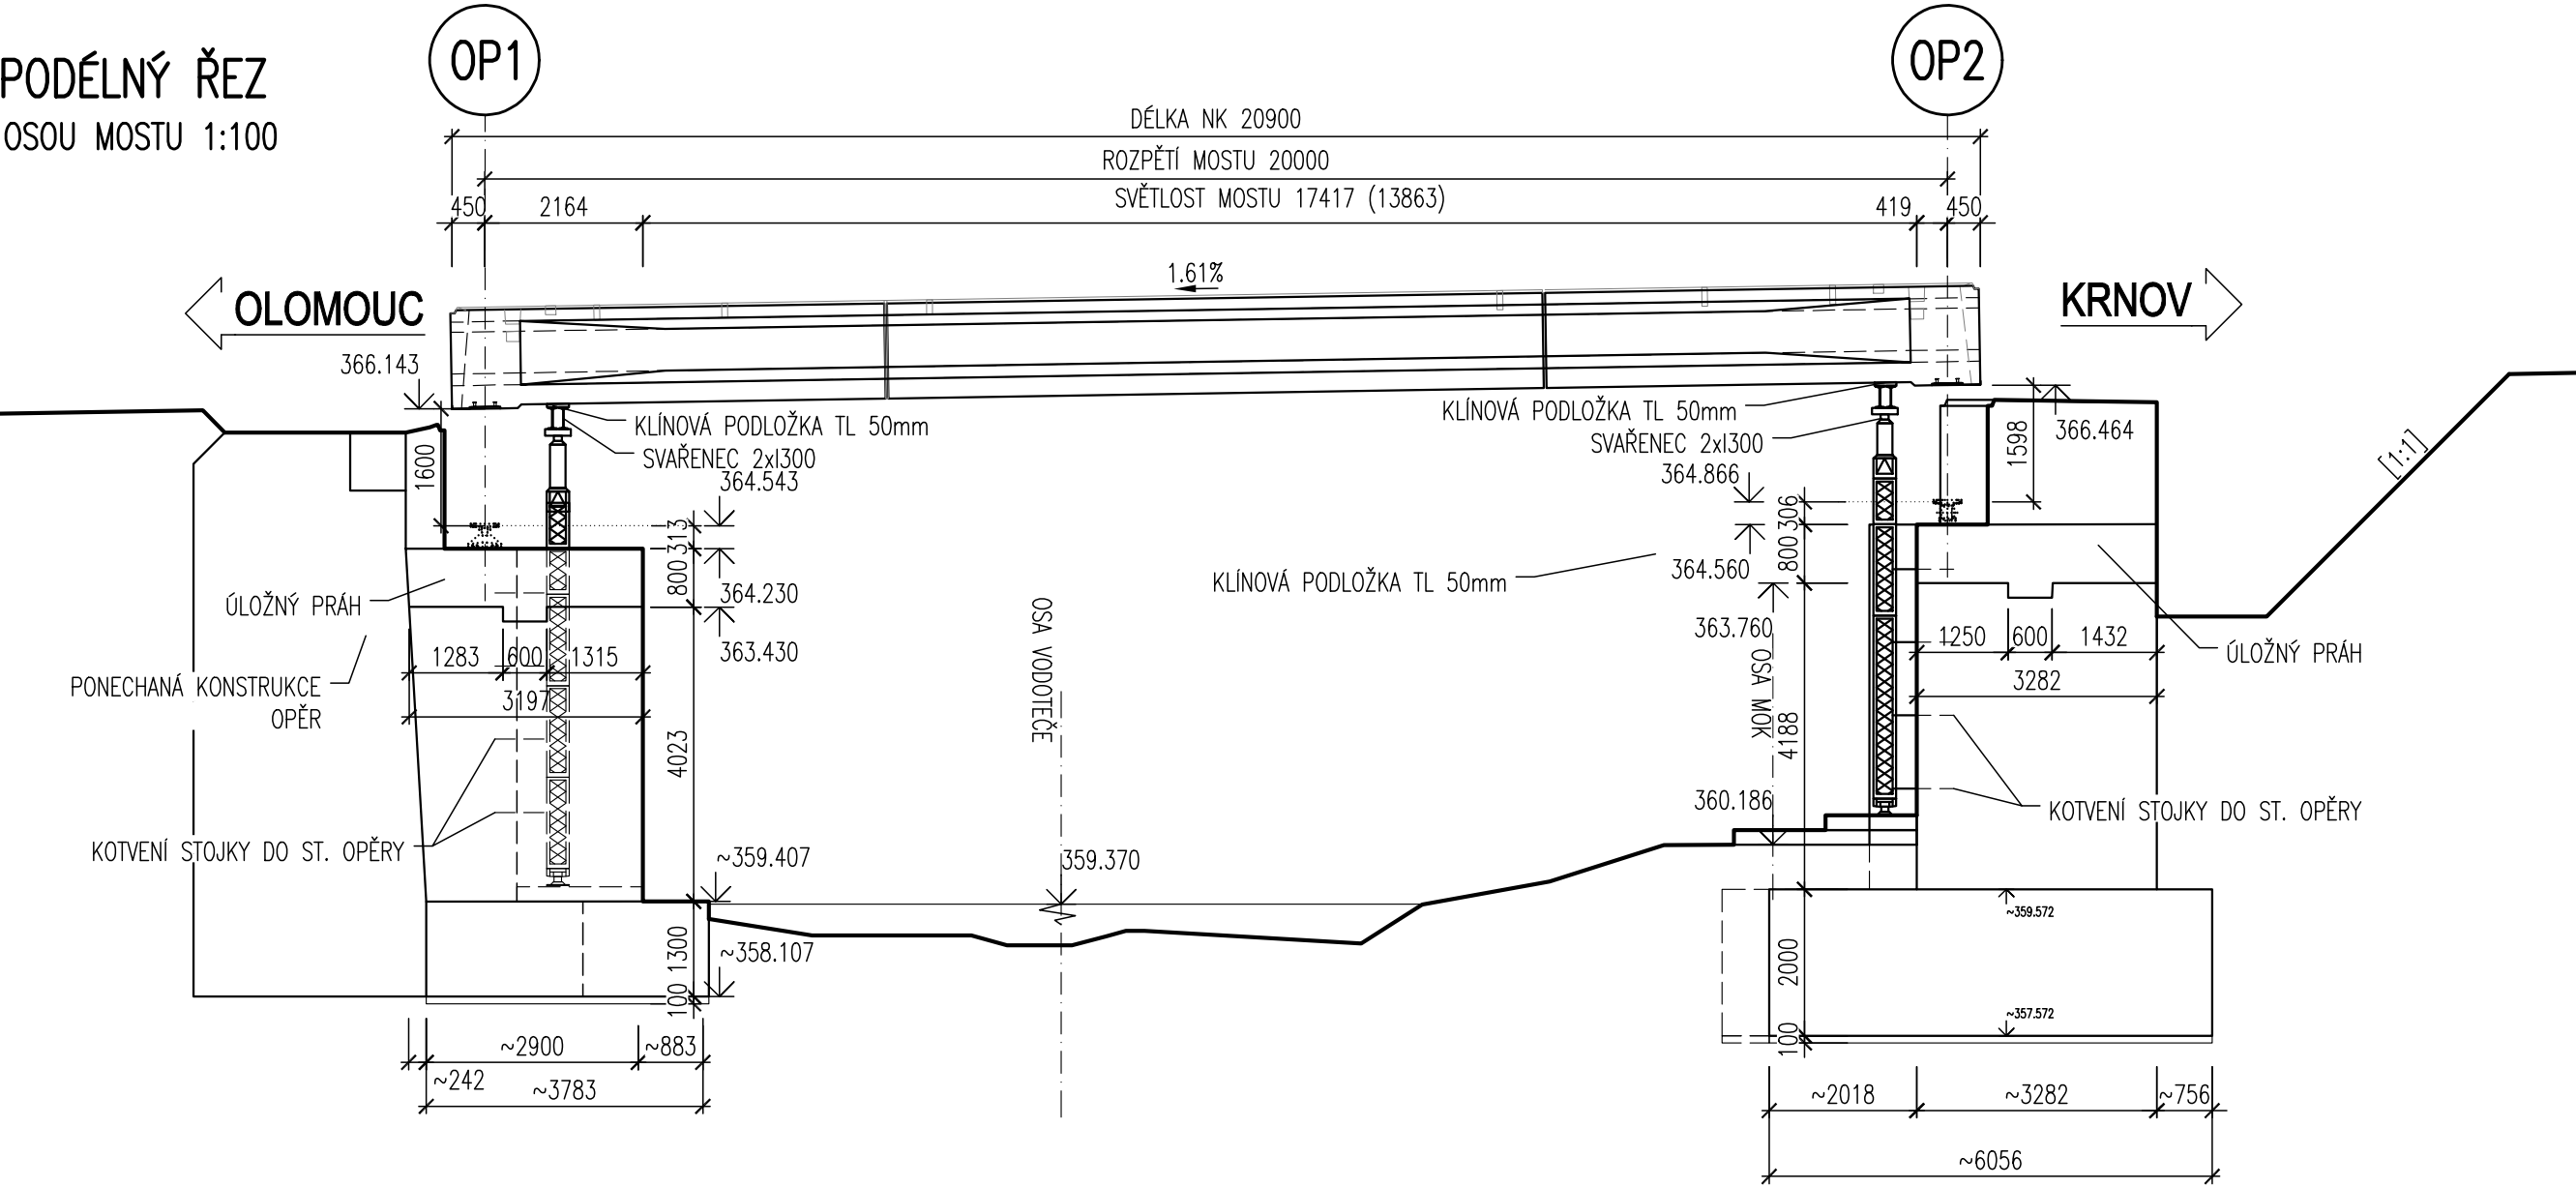 OP1
OP2
PODÉLNÝ ŘEZ
OSOU MOSTU 1:100
DÉLKA NK 20900
ROZPĚTÍ MOSTU 20000
SVĚTLOST MOSTU 17417 (13863)
450
2164
419
450
1.61%
OLOMOUC
KRNOV
366.143
KLÍNOVÁ PODLOŽKA TL 50mm
SVAŘENEC 2xI300
KLÍNOVÁ PODLOŽKA TL 50mm
SVAŘENEC 2xI300
366.464
1600
1598
[1:1]
364.543
364.866
313
306
800
800
364.230
364.560
KLÍNOVÁ PODLOŽKA TL 50mm
ÚLOŽNÝ PRÁH
363.430
363.760
1283
600
1315
3197
1250
600
1432
3282
ÚLOŽNÝ PRÁH
PONECHANÁ KONSTRUKCE
OPĚR
OSA VODOTEČE
OSA MOK
4023
4188
360.186
KOTVENÍ STOJKY DO ST. OPĚRY
KOTVENÍ STOJKY DO ST. OPĚRY
~359.407
359.370
~359.572
1300
~358.107
100
2000
~357.572
100
~2900
~883
~242
~3783
~2018
~3282
~756
~6056